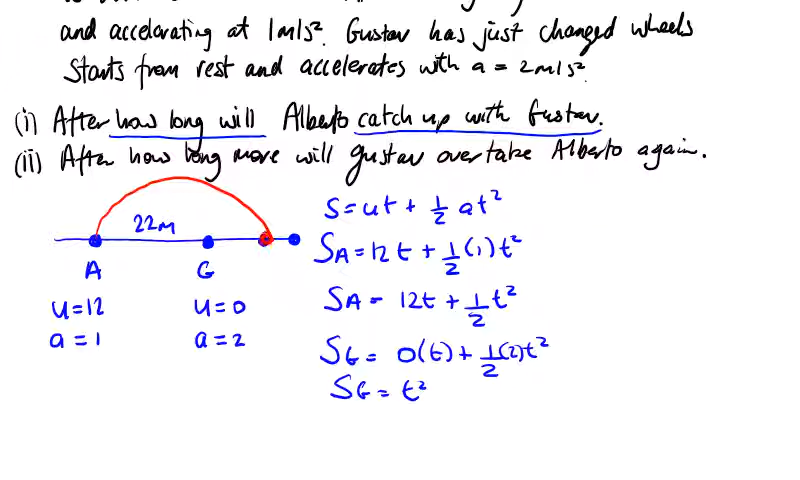 and accelerating at 1m/s². Gustav has just changed wheels
Starts from rest and accelerates with a = 2m/s².
(i) After how long will Alberto catch up with Gustav.
(ii) After how long more will gustav overtake Alberto again.
22m
A G
u=12 u=0
a=1 a=2
S=ut + 1/2 at²
SA=12t + 1/2(1)t²
SA = 12t + 1/2t²
SG = 0(t) + 1/2(2)t²
SG = t²